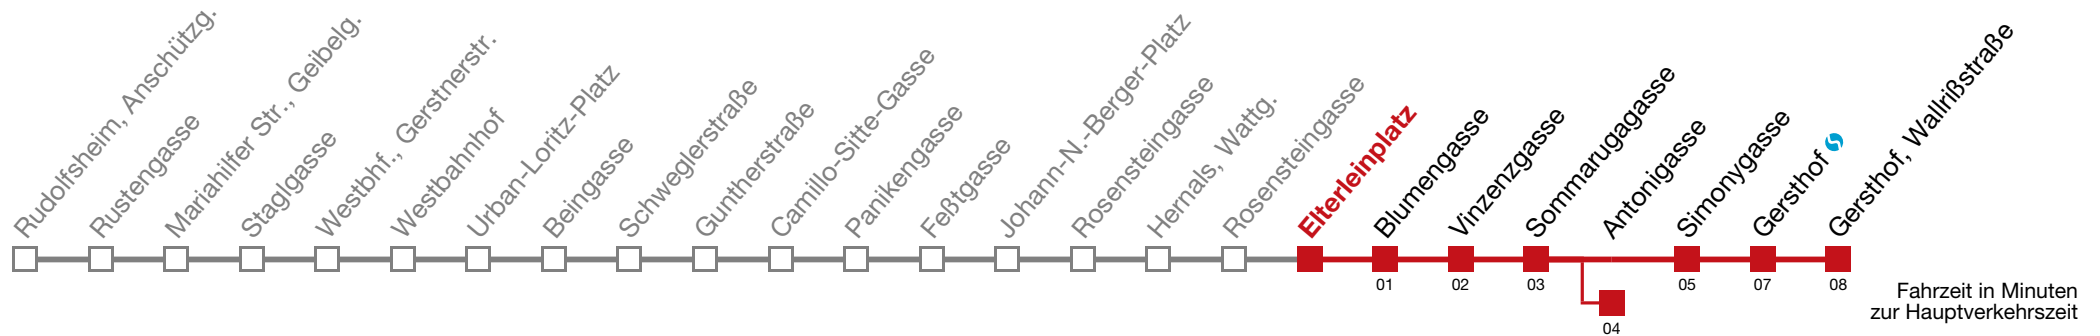 Rudolfsheim, Anschützg.
Rustengasse
Mariahilfer Str., Geibelg.
Staglgasse
Westbhf., Gerstnerstr.
Westbahnhof
Urban-Loritz-Platz
Beingasse
Schweglerstraße
Guntherstraße
Camillo-Sitte-Gasse
Panikengasse
Feßtgasse
Johann-N.-Berger-Platz
Rosensteingasse
Hernals, Wattg.
Rosensteingasse
Elterleinplatz
Blumengasse
Vinzenzgasse
Sommarugagasse
Antonigasse
Simonygasse
Gersthof
Gersthof, Wallrißstraße
01
02
03
04
05
07
08
Fahrzeit in Minuten
zur Hauptverkehrszeit